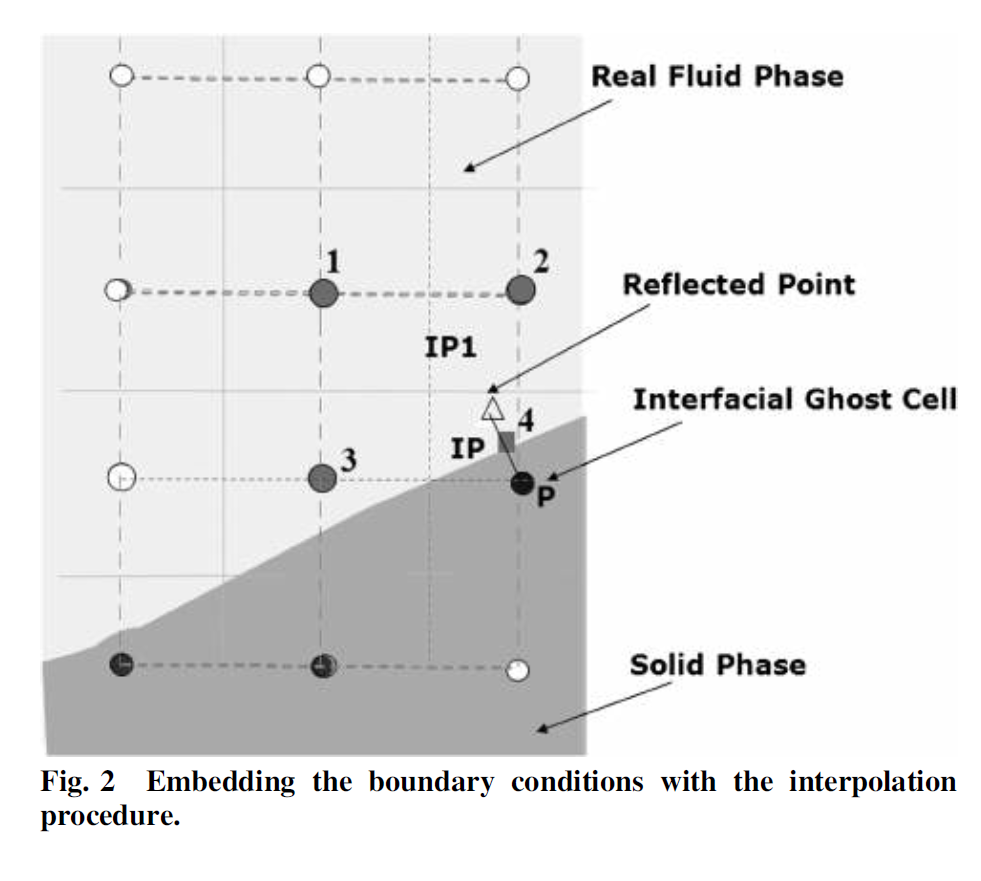 Real Fluid Phase
1
2
Reflected Point
IP1
Interfacial Ghost Cell
4
IP
3
P
Solid Phase
Fig. 2 Embedding the boundary conditions with the interpolation
procedure.